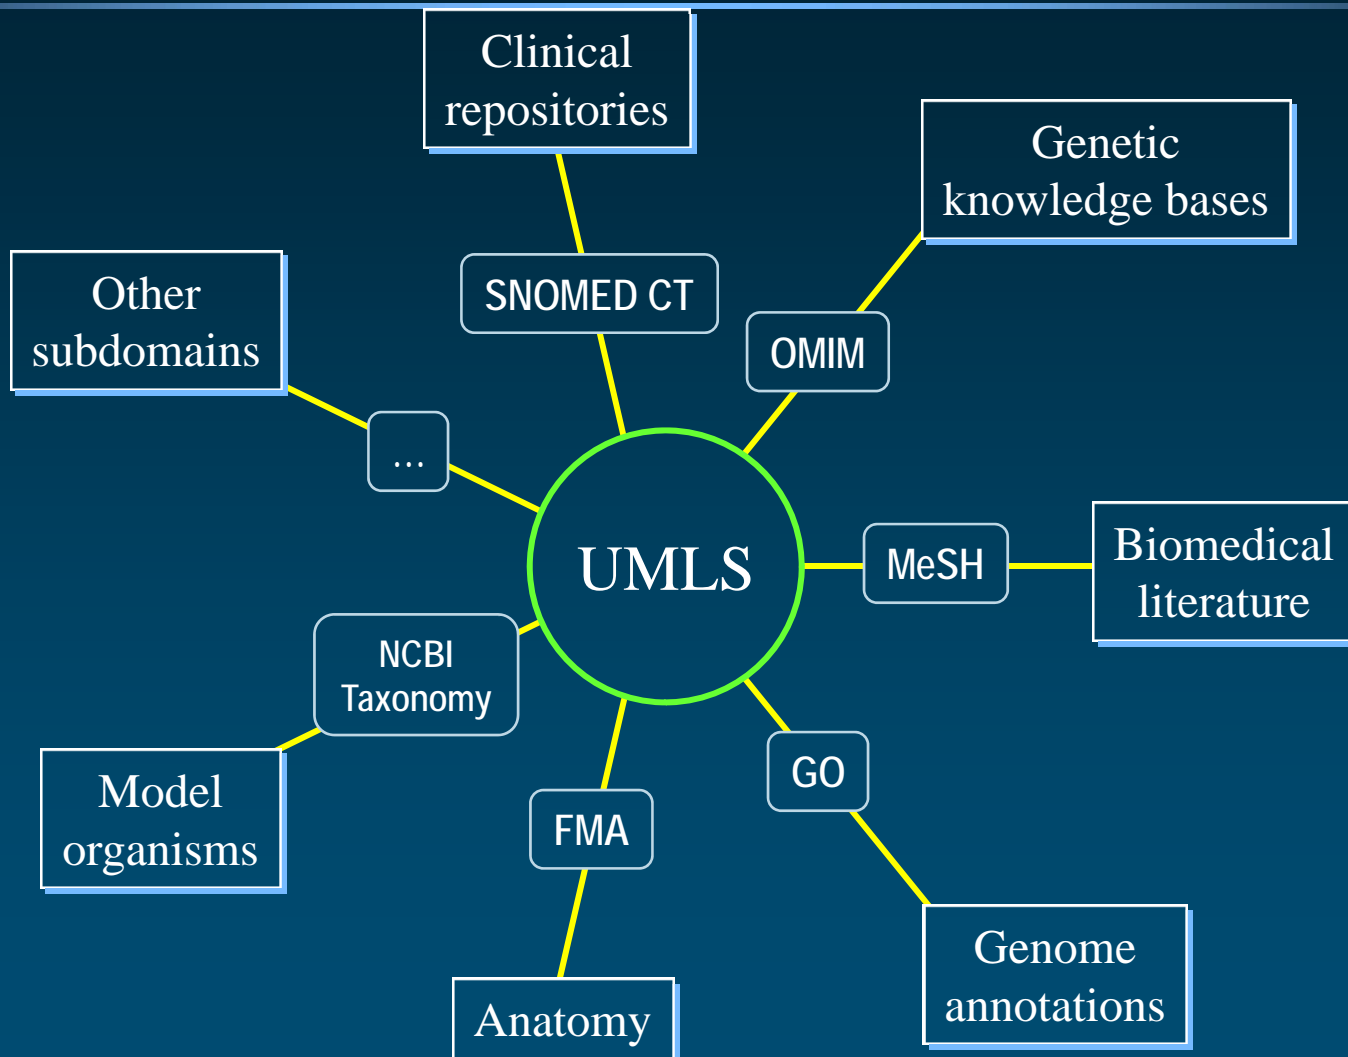 Clinical
repositories
Genetic
knowledge bases
SNOMED CT
Other
subdomains
OMIM
...
UMLS
MeSH
Biomedical
literature
NCBI
Taxonomy
GO
Model
organisms
FMA
Genome
annotations
Anatomy